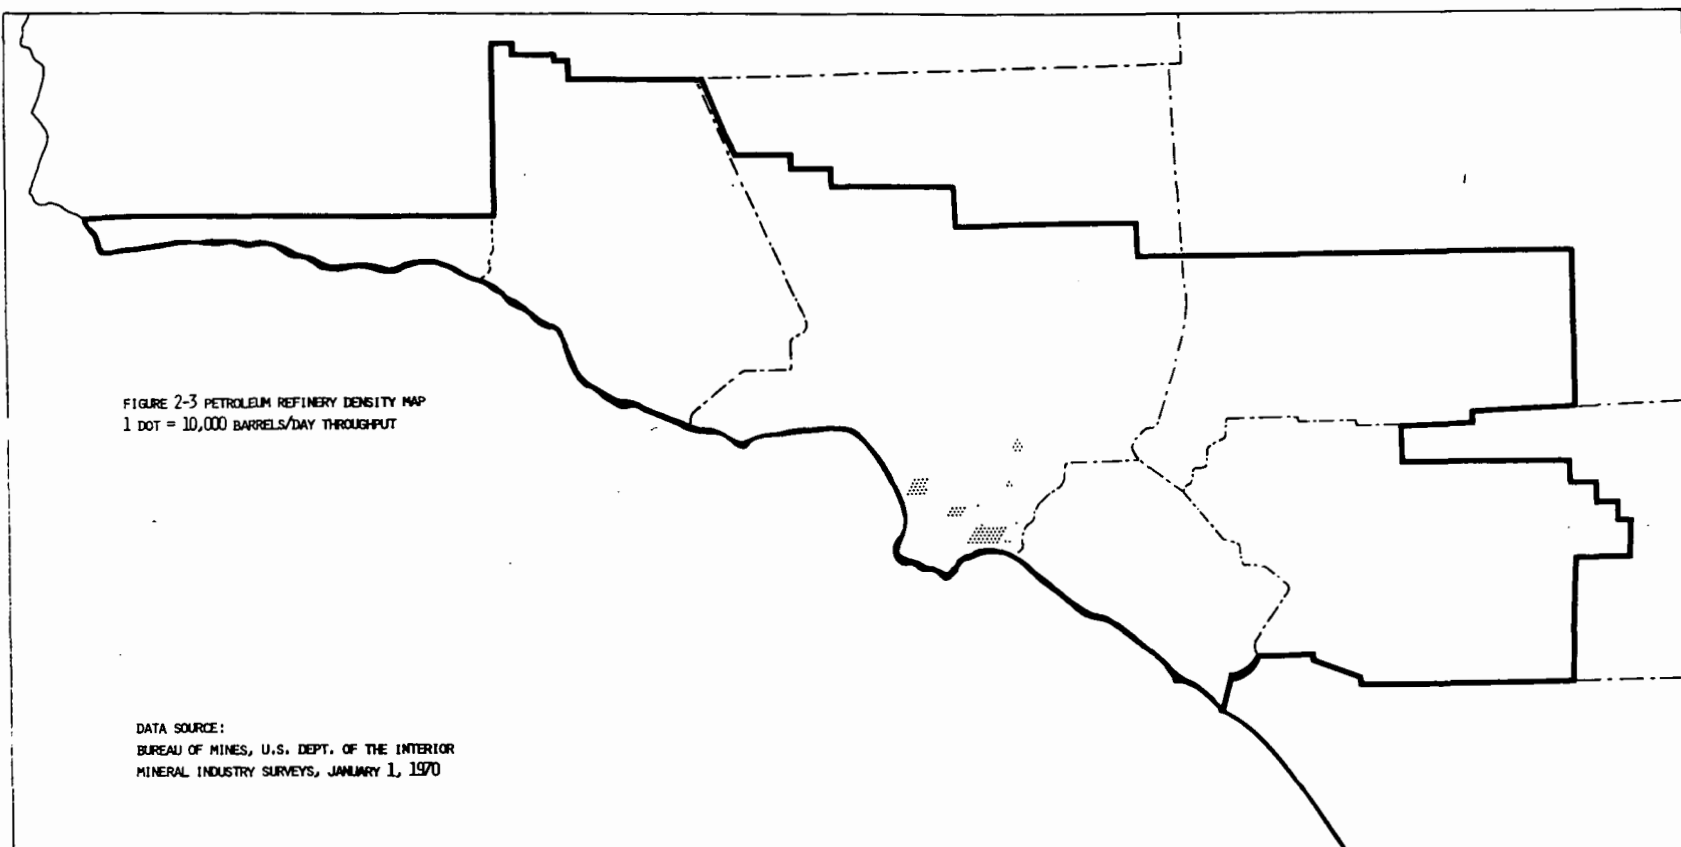 FIGURE 2-3 PETROLEUM REFINERY DENSITY MAP
1 DOT = 10,000 BARRELS/DAY THROUGHPUT
DATA SOURCE:
BUREAU OF MINES, U.S. DEPT. OF THE INTERIOR
MINERAL INDUSTRY SURVEYS, JANUARY 1, 1970